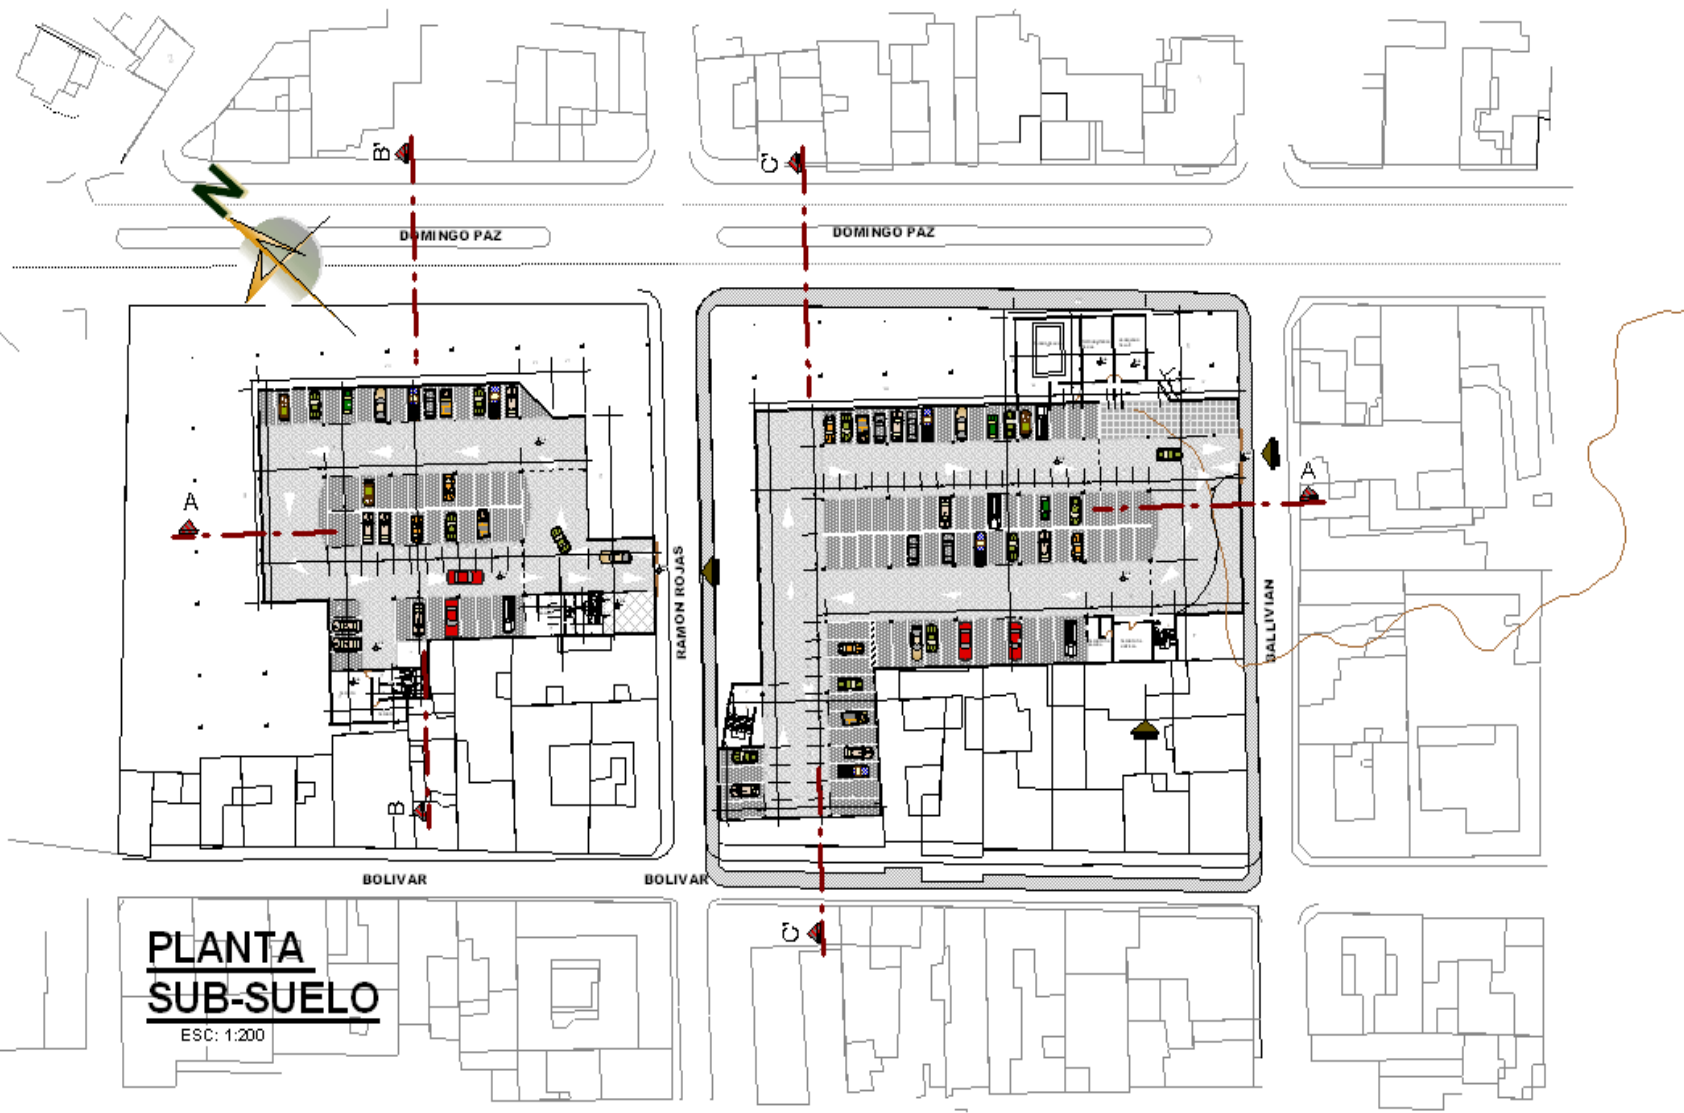 B'
C'
N
DOMINGO PAZ
DOMINGO PAZ
A
A
RAMON ROJAS
BALLIVIAN
B
BOLIVAR
BOLIVAR
C'
PLANTA
SUB-SUELO
ESC: 1:200